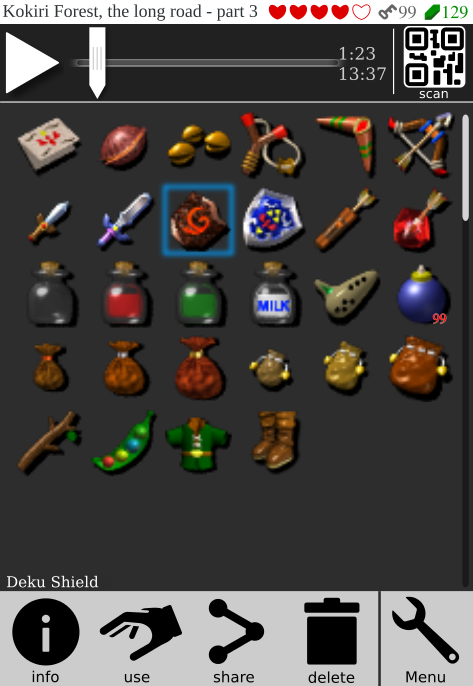 Kokiri Forest, the long road - part 3 99 129
1:23
13:37
scan
MILK
99
Deku Shield
info use share delete Menu